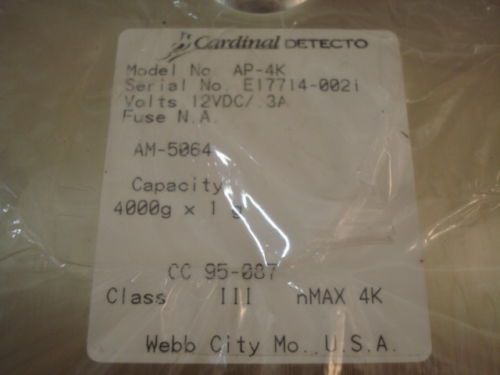 Cardinal DETECTO
Model No. AP-4K
Serial No. E17714-0021
Volts 12VDC/.3A
Fuse N.A.
AM-5064
Capacity
4000g x 1 g
CC 95-087
Class III nMAX 4K
Webb City Mo., U.S.A.